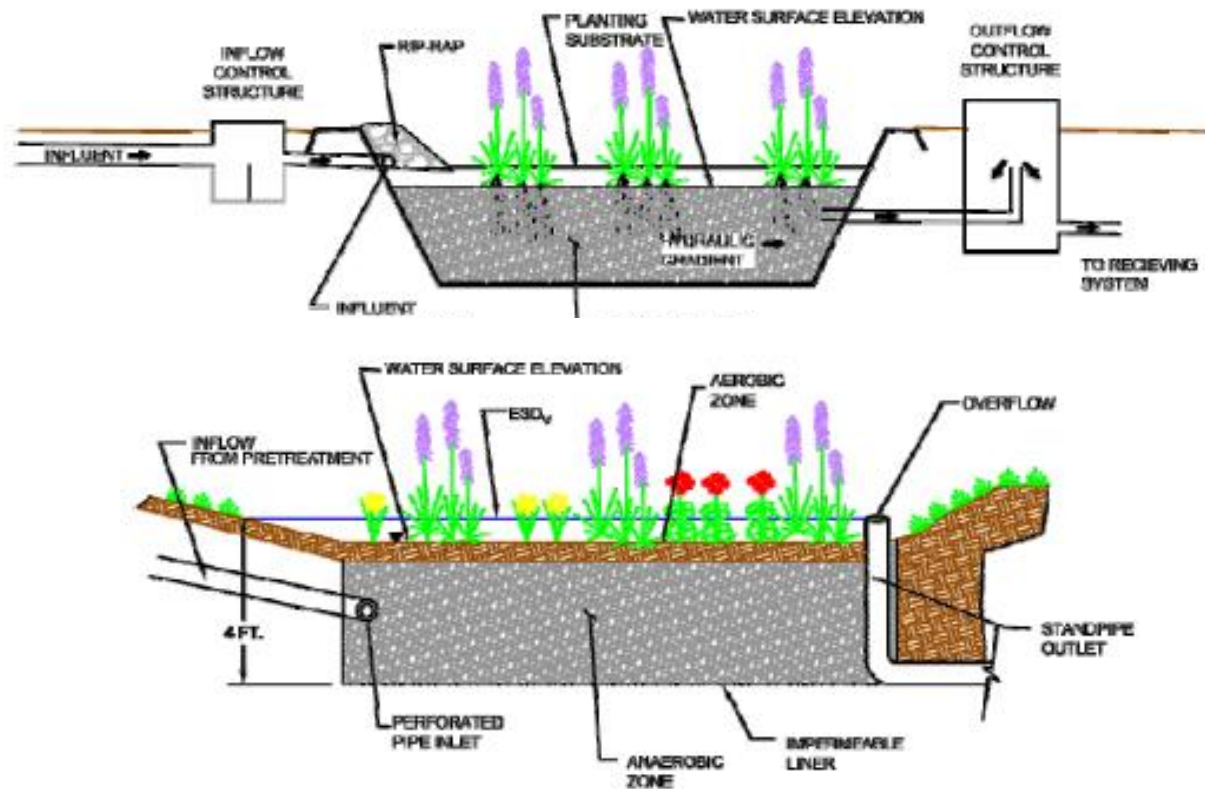 PLANTING
SUBSTRATE
WATER SURFACE ELEVATION
OUTFLOW
CONTROL
STRUCTURE
RIP-RAP
INFLOW
CONTROL
STRUCTURE
INFLUENT
HYDRAULIC
GRADIENT
TO RECIEVING
SYSTEM
INFLUENT
WATER SURFACE ELEVATION
AEROBIC
ZONE
ESDv
OVERFLOW
INFLOW
FROM PRETREATMENT
4 FT.
STANDPIPE
OUTLET
PERFORATED
PIPE INLET
IMPERMEABLE
LINER
ANAEROBIC
ZONE